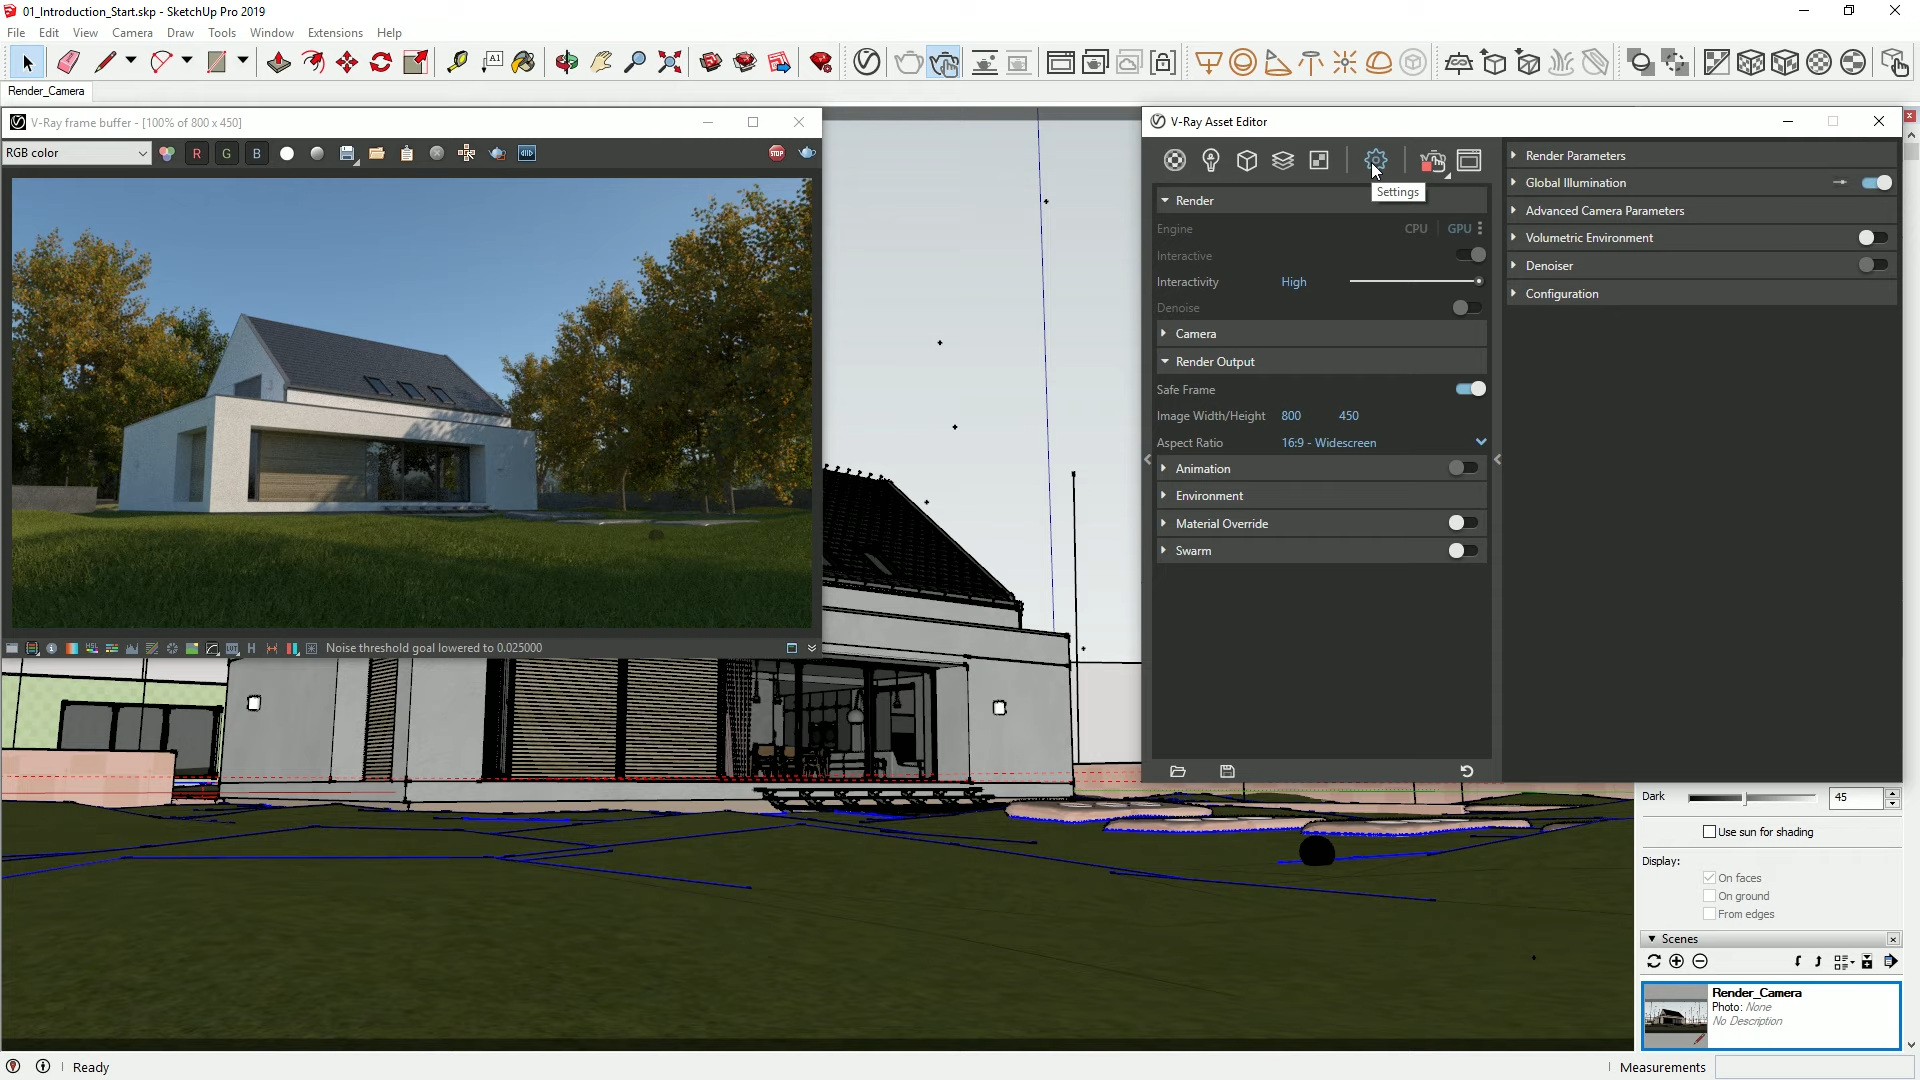 01_Introduction_Start.skp - SketchUp Pro 2019
File Edit View Camera Draw Tools Window Extensions Help
Render_Camera
V-Ray frame buffer - [100% of 800 x 450]
RGB color
R G B
STOP
V-Ray Asset Editor
Settings
Render
Engine CPU GPU
Interactive
Interactivity High
Denoise
Camera
Render Output
Safe Frame
Image Width/Height 800 450
Aspect Ratio 16:9 - Widescreen
Animation
Environment
Material Override
Swarm
Render Parameters
Global Illumination
Advanced Camera Parameters
Volumetric Environment
Denoiser
Configuration
HSL
LUT
H
Noise threshold goal lowered to 0.025000
Dark 45
Use sun for shading
Display:
On faces
On ground
From edges
Scenes
Render_Camera
Photo: None
No Description
Ready
Measurements